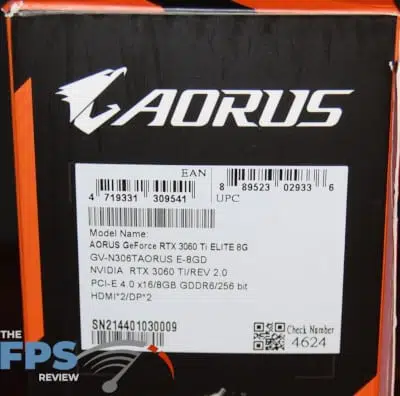 AORUS
EAN
4 719331 309541
8 89523 02933 6
UPC
Model Name:
AORUS GeForce RTX 3060 Ti ELITE 8G
GV-N306TAORUS E-8GD
NVIDIA RTX 3060 TI/REV 2.0
PCI-E 4.0 x16/8GB GDDR6/256 bit
HDMI*2/DP*2
SN214401030009
Check Number
4624
THE
FPS
REVIEW